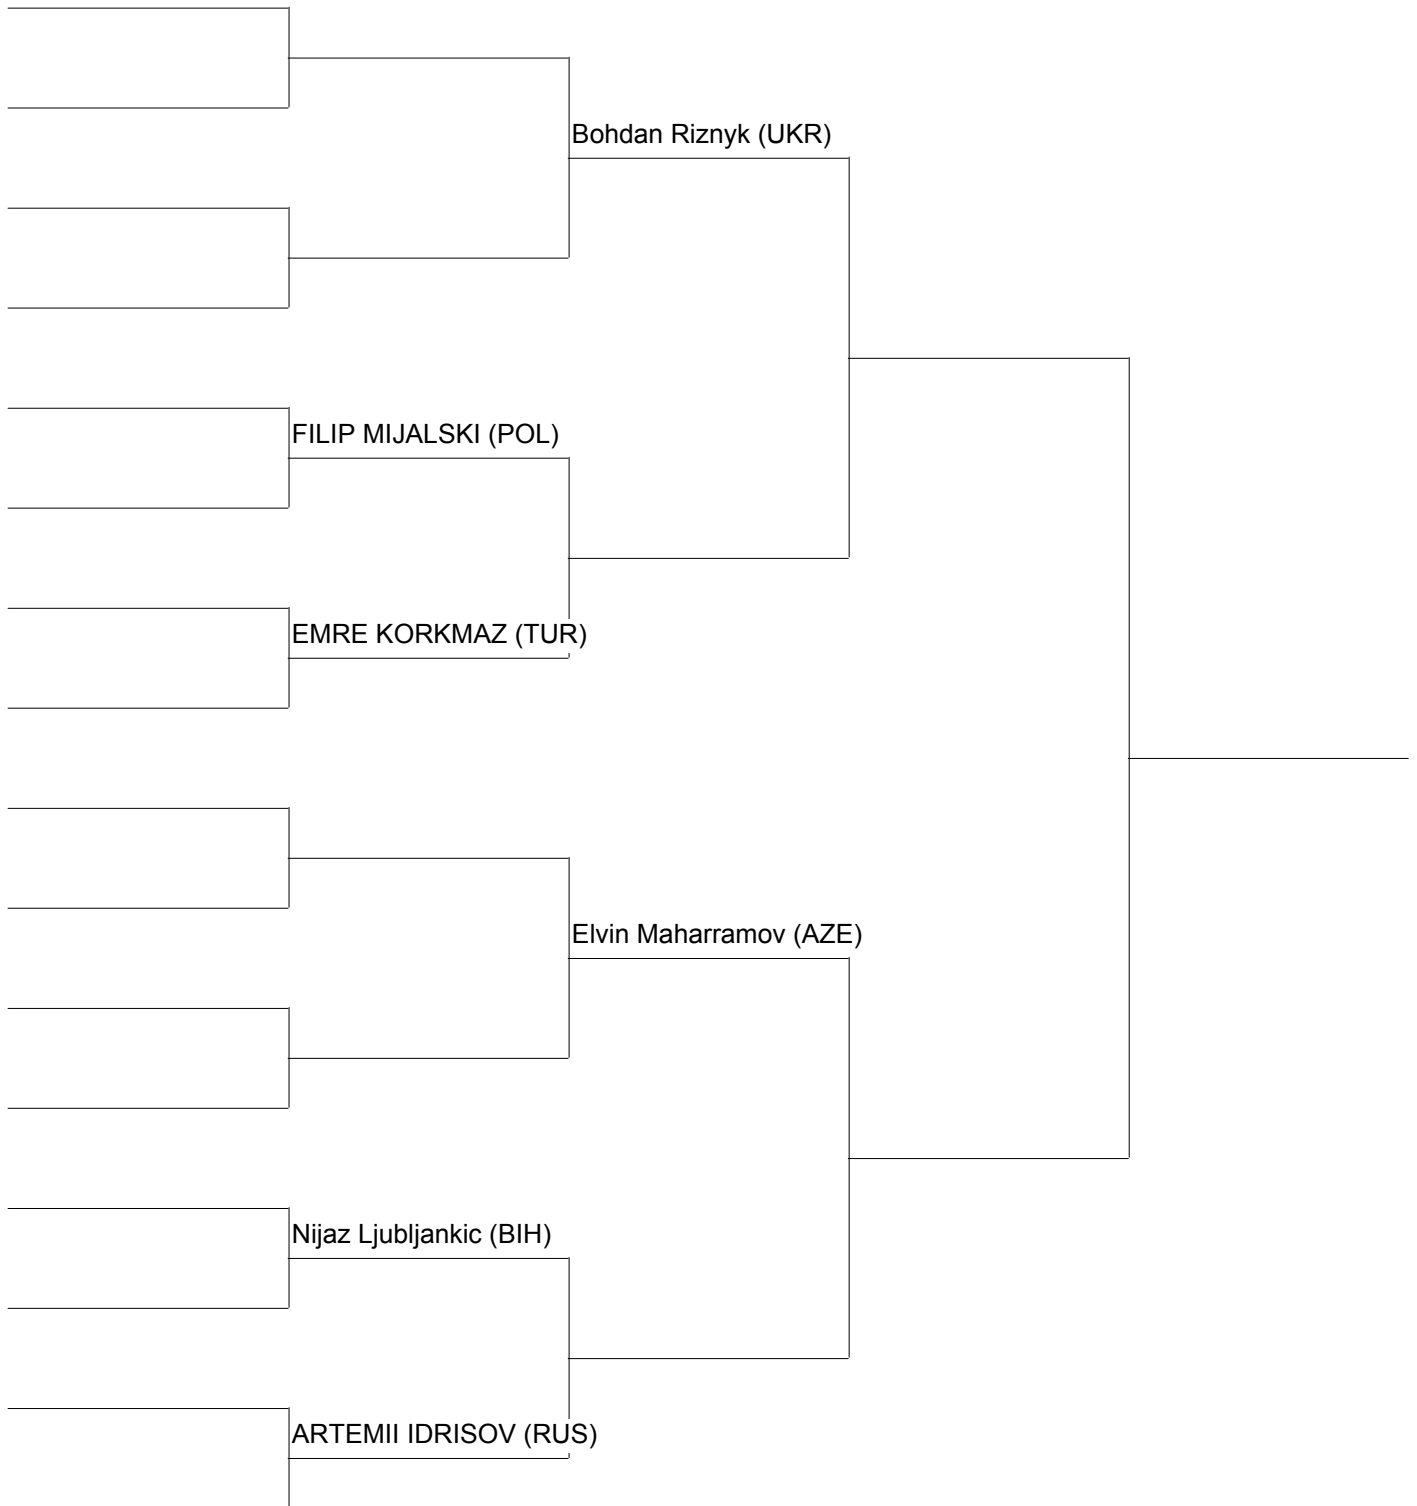 Bohdan Riznyk (UKR)
FILIP MIJALSKI (POL)
EMRE KORKMAZ (TUR)
Elvin Maharramov (AZE)
Nijaz Ljubljankic (BIH)
ARTEMII IDRISOV (RUS)